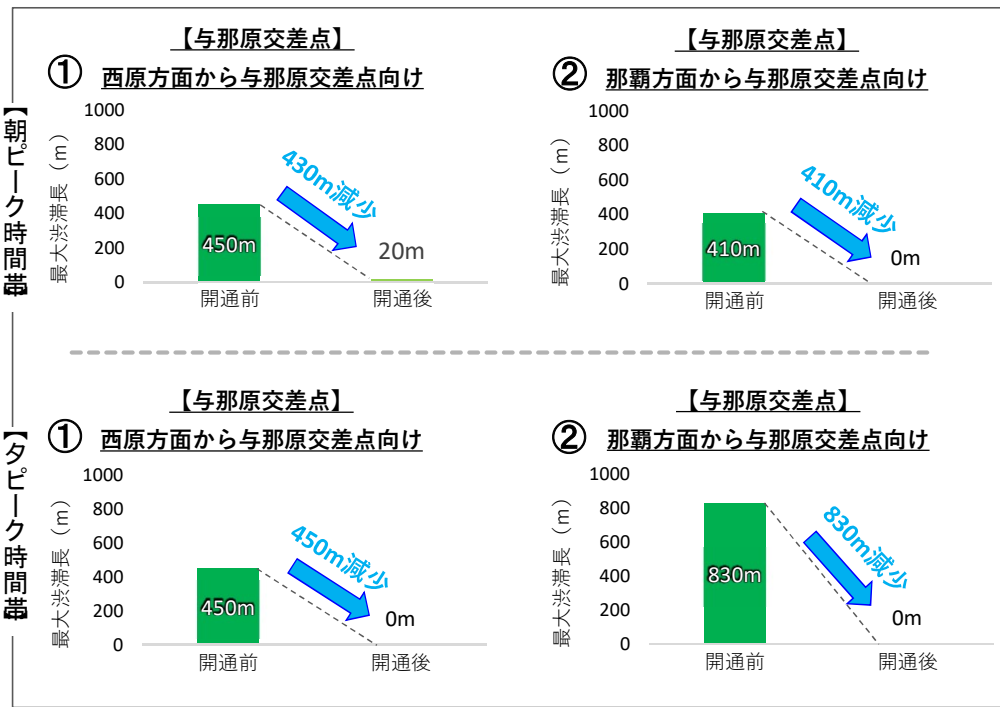 【朝ピーク時間帯】
【与那原交差点】
① 西原方面から与那原交差点向け
最大渋滞長（m）
1000
800
600
400
200
0
430m減少
450m
20m
開通前
開通後
【与那原交差点】
② 那覇方面から与那原交差点向け
最大渋滞長（m）
1000
800
600
400
200
0
410m減少
410m
0m
開通前
開通後
【夕ピーク時間帯】
【与那原交差点】
① 西原方面から与那原交差点向け
最大渋滞長（m）
1000
800
600
400
200
0
450m減少
450m
0m
開通前
開通後
【与那原交差点】
② 那覇方面から与那原交差点向け
最大渋滞長（m）
1000
800
600
400
200
0
830m減少
830m
0m
開通前
開通後